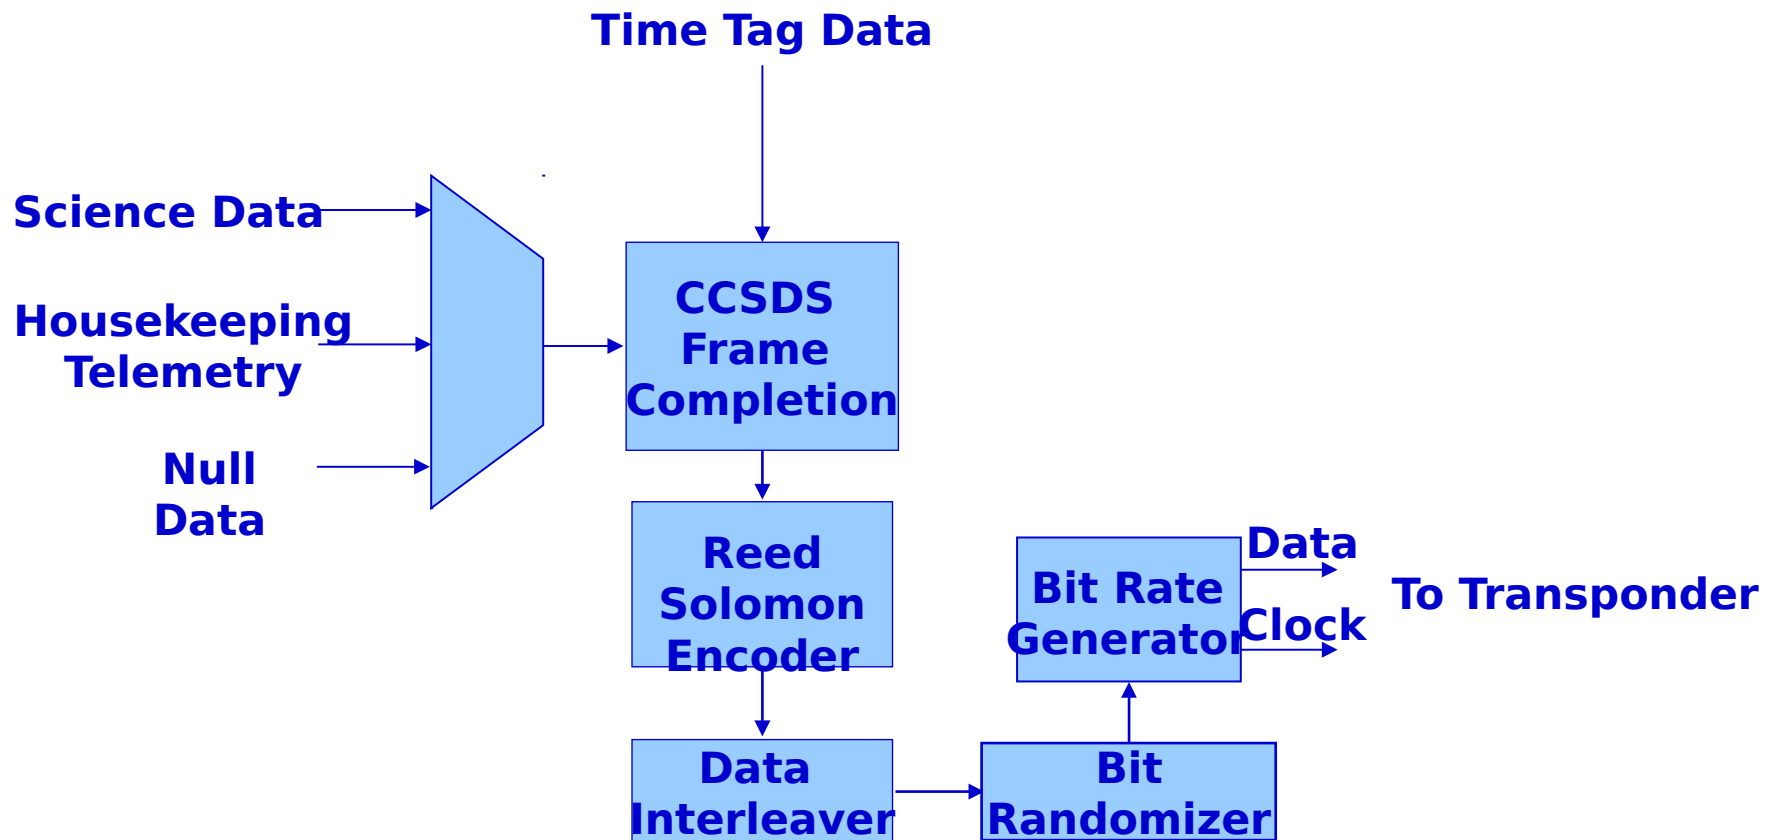 Time Tag Data
Science Data
Housekeeping
Telemetry
Null
Data
CCSDS
Frame
Completion
Reed
Solomon
Encoder
Data
Interleaver
Bit
Randomizer
Bit Rate
Generator
Data
Clock
To Transponder